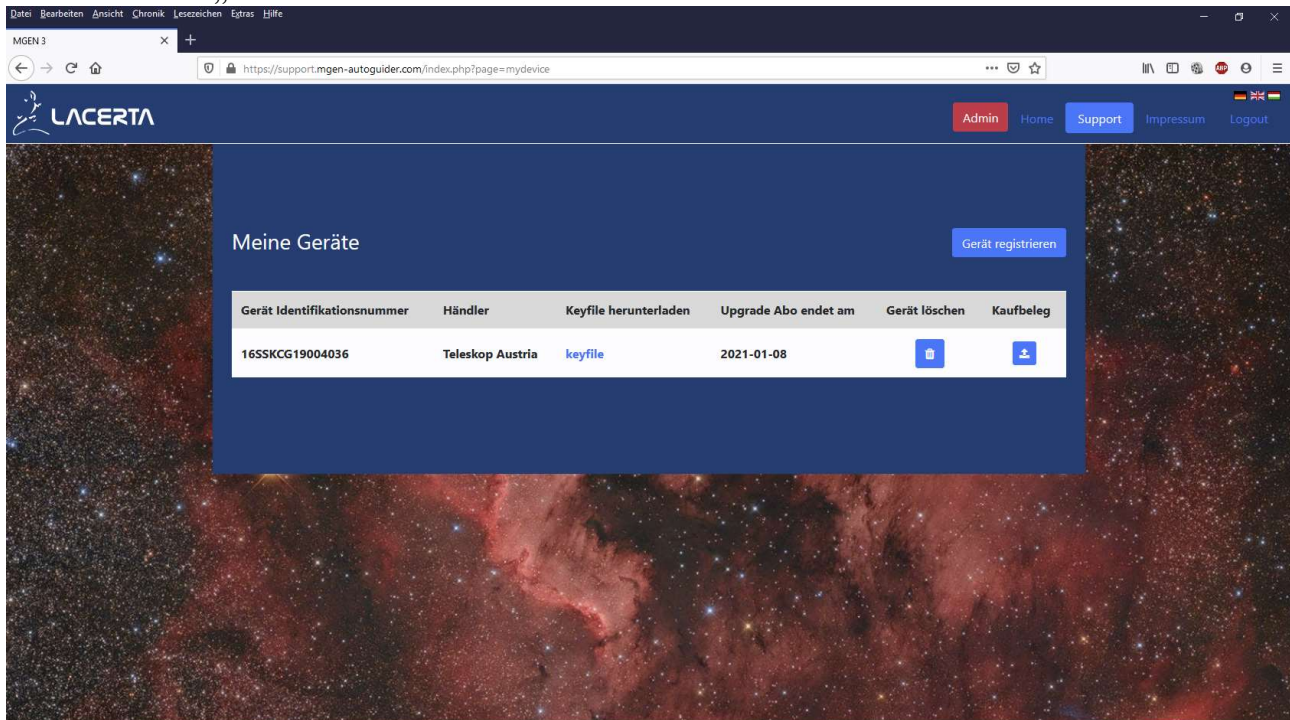 Datei Bearbeiten Ansicht Chronik Lesezeichen Extras Hilfe
MGEN 3
https://support.mgen-autoguider.com/index.php?page=mydevice
ABP
LACERTA
Admin Home Support Impressum Logout
Meine Geräte
Gerät registrieren
Gerät Identifikationsnummer Händler Keyfile herunterladen Upgrade Abo endet am Gerät löschen Kaufbeleg
16SSKCG19004036 Teleskop Austria keyfile 2021-01-08